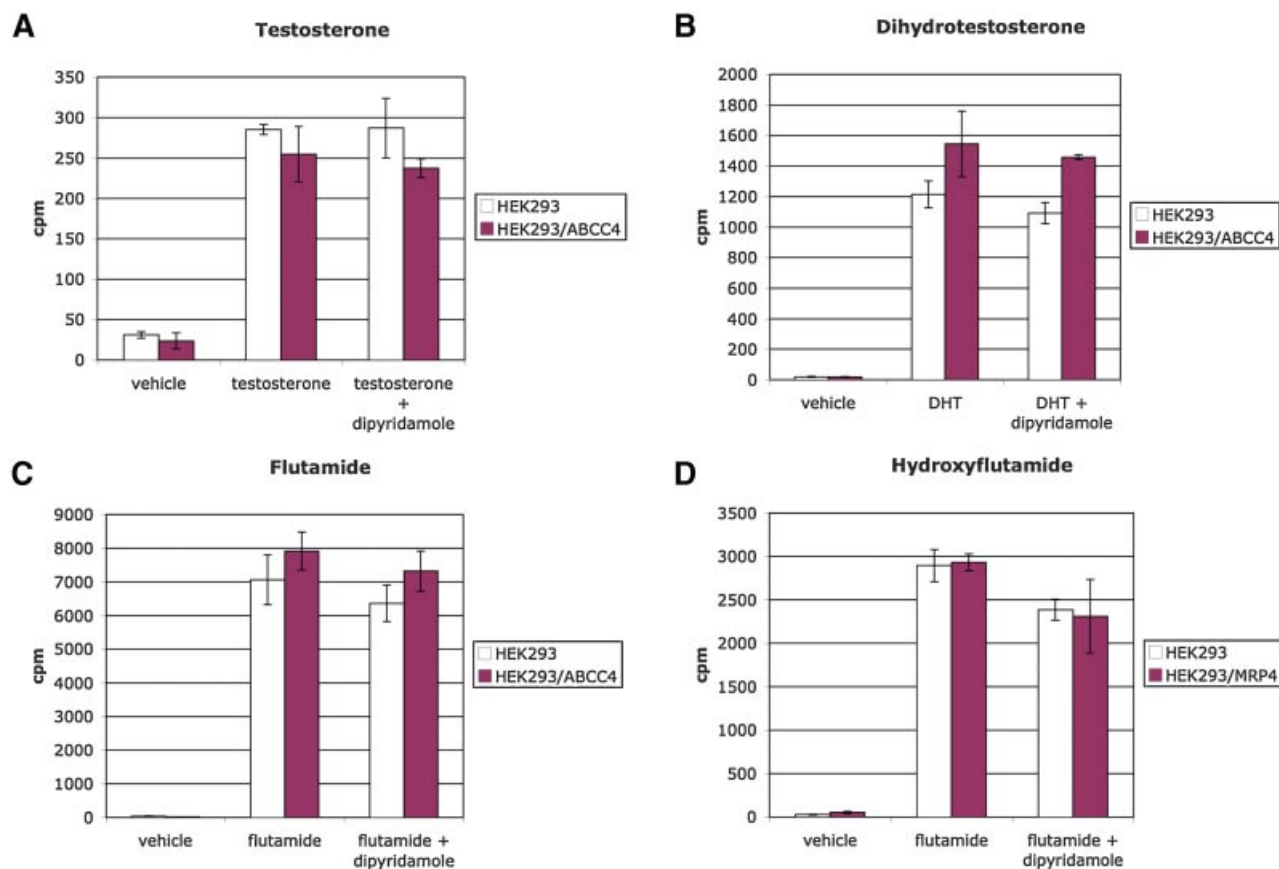 A
Testosterone
350
300
250
200
150
100
50
0
cpm
vehicle
testosterone
testosterone
+
dipyridamole
HEK293
HEK293/ABCC4
B
Dihydrotestosterone
2000
1800
1600
1400
1200
1000
800
600
400
200
0
cpm
vehicle
DHT
DHT +
dipyridamole
HEK293
HEK293/ABCC4
C
Flutamide
9000
8000
7000
6000
5000
4000
3000
2000
1000
0
cpm
vehicle
flutamide
flutamide +
dipyridamole
HEK293
HEK293/ABCC4
D
Hydroxyflutamide
3500
3000
2500
2000
1500
1000
500
0
cpm
vehicle
flutamide
flutamide +
dipyridamole
HEK293
HEK293/MRP4